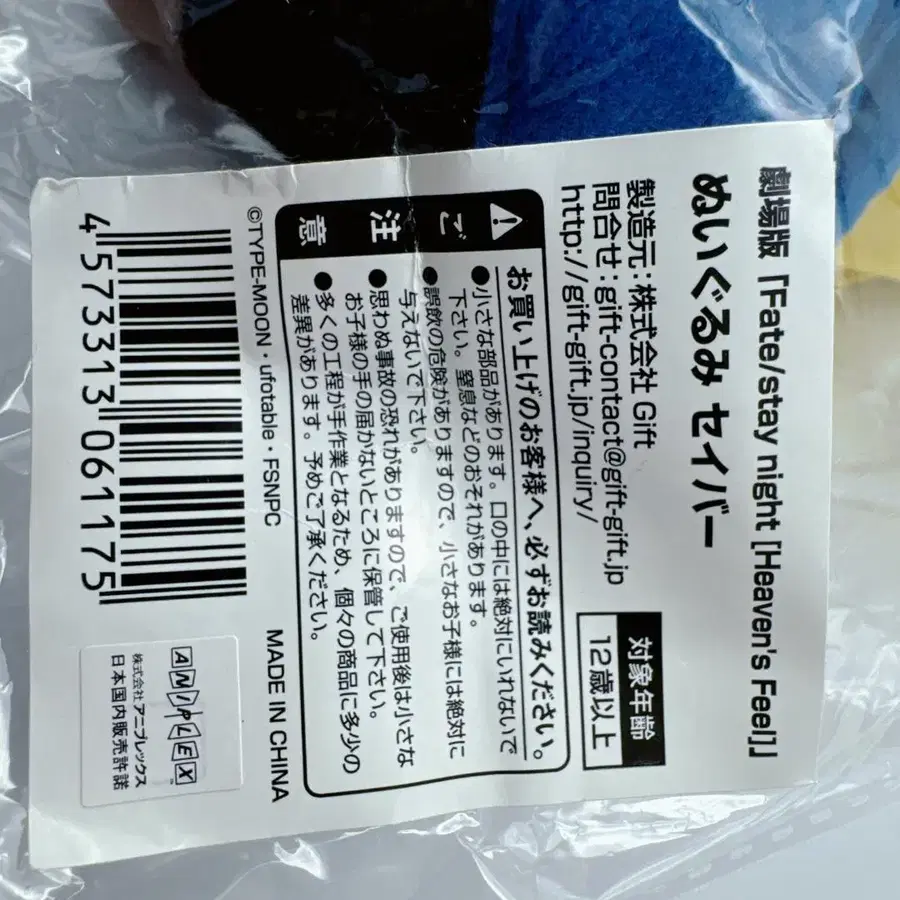 劇場版「Fate/stay night [Heaven's Feel]」
ぬいぐるみ セイバー
製造元：株式会社 Gift
問合せ：gift-contact@gift-gift.jp
http://gift-gift.jp/inquiry/
対象年齢
12歳以上
ご注意
お買い上げのお客様へ、必ずお読みください。
●小さな部品があります。口の中には絶対にいれないで
下さい。窒息などのおそれがあります。
●誤飲の危険がありますので、小さなお子様には絶対に
与えないで下さい。
●思わぬ事故の恐れがありますので、ご使用後は小さな
お子様の手の届かないところに保管して下さい。
●多くの工程が手作業となるため、個々の商品に多少の
差異があります。予めご了承ください。
©TYPE-MOON・ufotable・FSNPC
MADE IN CHINA
4573313061175
ANIPLEX
株式会社アニプレックス
日本国内販売許諾